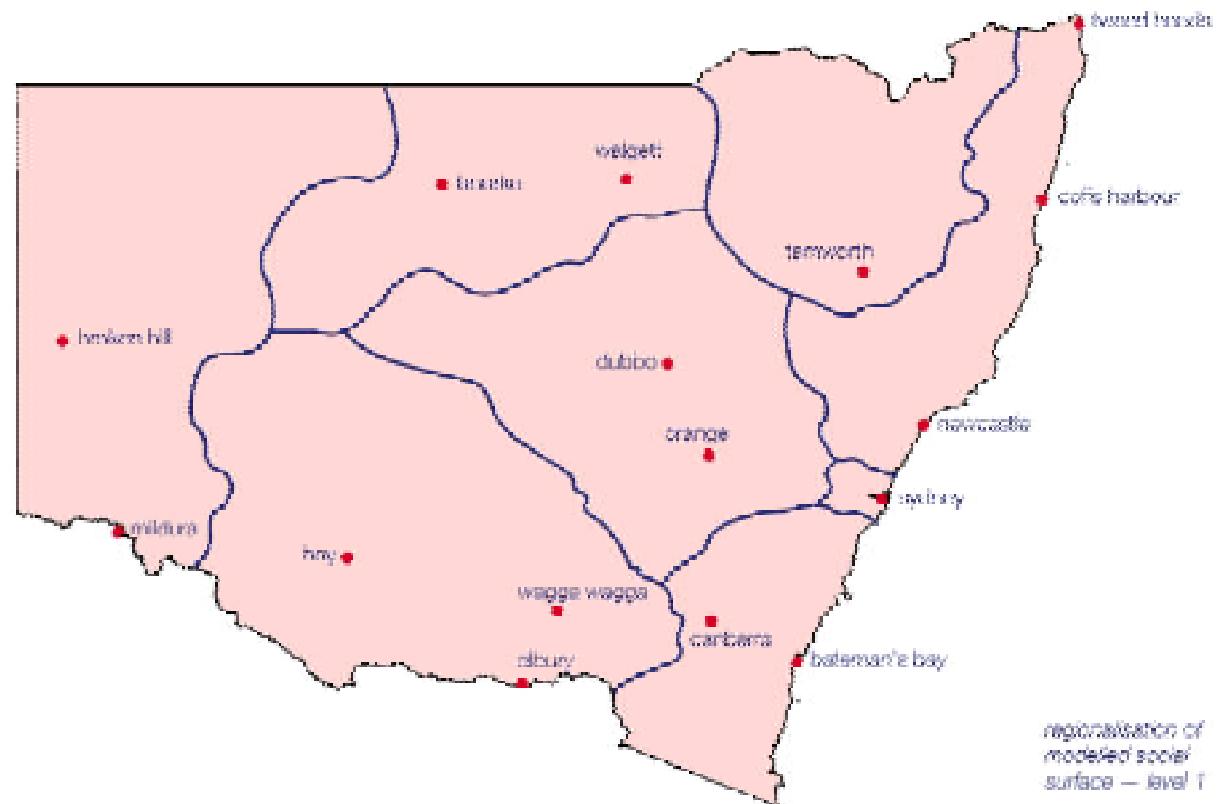 tweed heads
walgett
bourke
coffs harbour
tamworth
broken hill
dubbo
orange
newcastle
sydney
mildura
hay
wagga wagga
canberra
albury
bateman's bay
regionalisation of
modelled social
surface — level 1